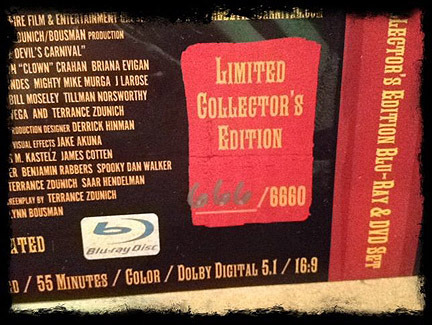 FIRE FILM & ENTERTAINMENT
ZDUNICH/BOUSMAN PRODUCTION
DEVIL'S CARNIVAL"
"CLOWN" CRAHAN BRIANA EVIGAN
MIGHTY MIKE MURGA J LAROSE
BILL MOSELEY TILLMAN NORSWORTHY
VEGA AND TERRANCE ZDUNICH
PRODUCTION DESIGNER DERRICK HINMAN
VISUAL EFFECTS JAKE AKUNA
S M. KASTELZ JAMES COTTEN
BENJAMIN RABBERS SPOOKY DAN WALKER
TERRANCE ZDUNICH SAAR HENDELMAN
SCREENPLAY BY TERRANCE ZDUNICH
LYNN BOUSMAN
LIMITED
COLLECTOR'S
EDITION
666/6660
Blu-ray Disc
/ 55 MINUTES / COLOR / DOLBY DIGITAL 5.1 / 16:9
COLLECTOR'S EDITION BLU-RAY & DVD SET